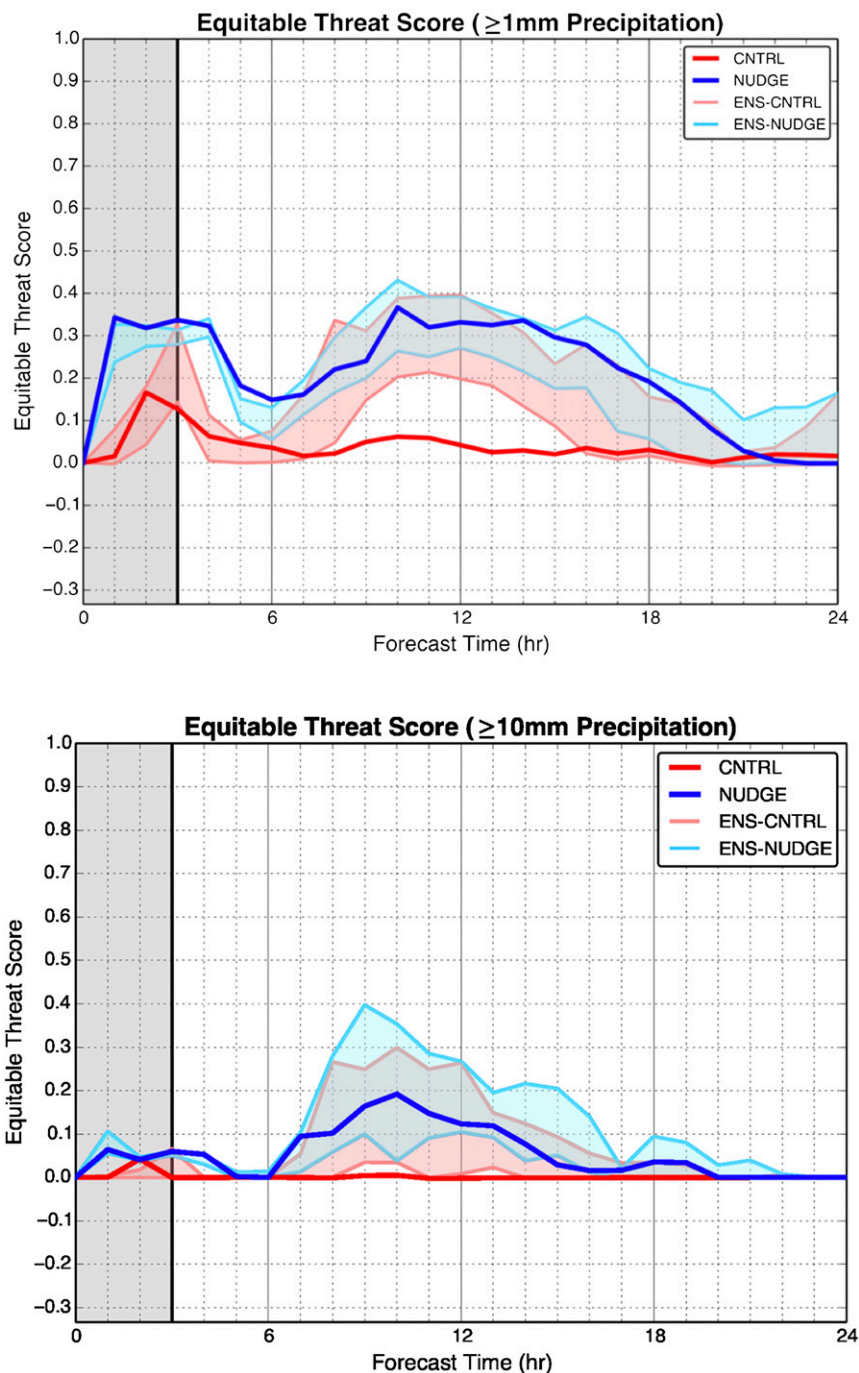 Equitable Threat Score (≥1mm Precipitation)
1.0
0.9
0.8
0.7
0.6
0.5
0.4
0.3
0.2
0.1
0.0
−0.1
−0.2
−0.3
Equitable Threat Score
CNTRL
NUDGE
ENS-CNTRL
ENS-NUDGE
0 6 12 18 24
Forecast Time (hr)
Equitable Threat Score (≥10mm Precipitation)
1.0
0.9
0.8
0.7
0.6
0.5
0.4
0.3
0.2
0.1
0.0
−0.1
−0.2
−0.3
Equitable Threat Score
CNTRL
NUDGE
ENS-CNTRL
ENS-NUDGE
0 6 12 18 24
Forecast Time (hr)